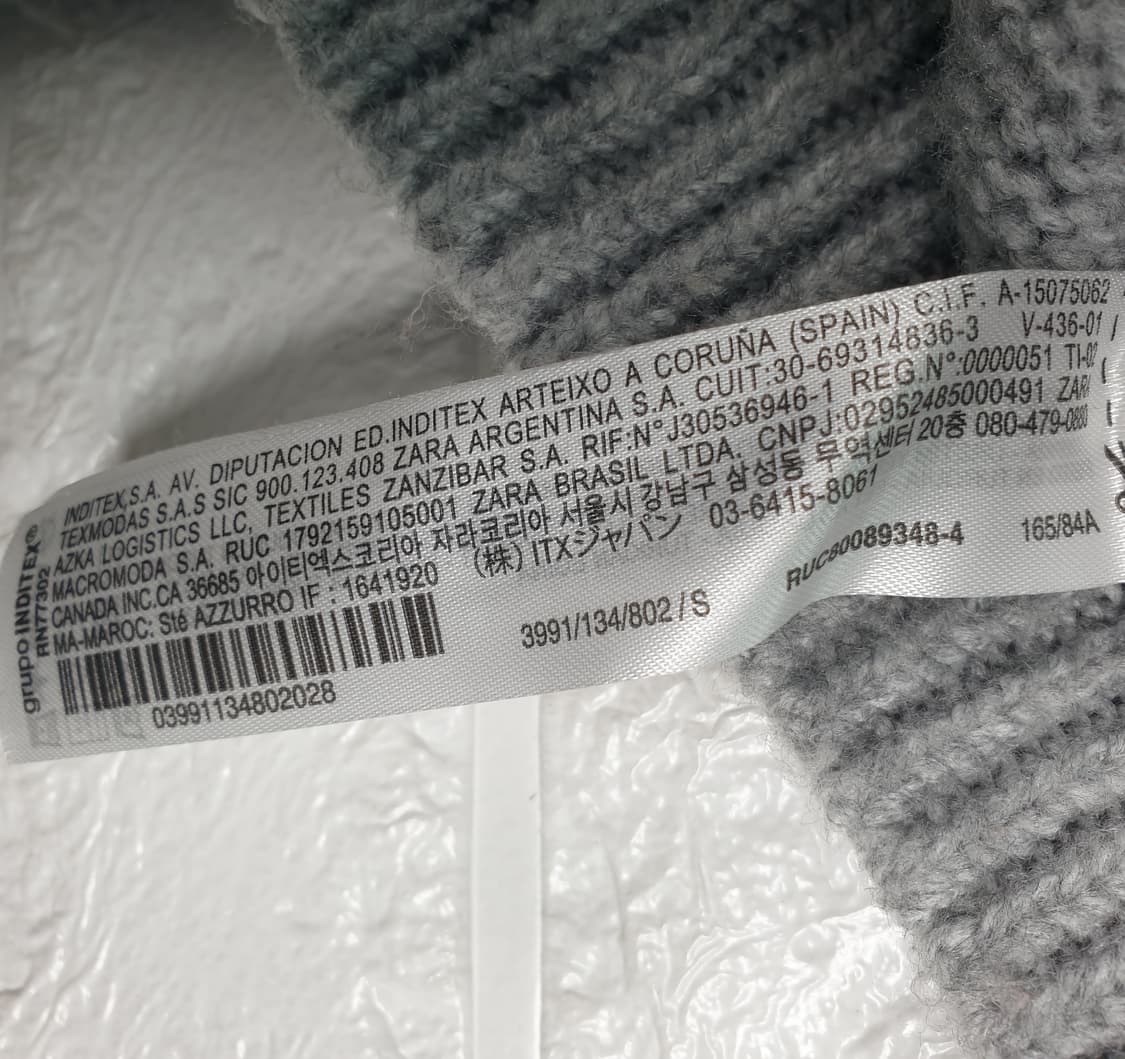 grupo INDITEX®
RN77302
INDITEX,S.A. AV. DIPUTACION ED.INDITEX ARTEIXO A CORUÑA (SPAIN) C.I.F. A-15075062
TEXMODAS S.A.S SIC 900.123.408 ZARA ARGENTINA S.A. CUIT:30-69314836-3 V-436-01 /
AZKA LOGISTICS LLC, TEXTILES ZANZIBAR S.A. RIF:N°J30536946-1 REG.N°:0000051
MACROMODA S.A. RUC 1792159105001 ZARA BRASIL LTDA. CNPJ:02952485000491 ZARA
CANADA INC.CA 36685 아이티엑스코리아 자라코리아 서울시 강남구 삼성동 무역센터 20층 080-479-0880
MA-MAROC: Sté AZZURRO IF : 1641920 (株) ITXジャパン 03-6415-8061
RUC80089348-4 165/84A
3991/134/802 / S
03991134802028